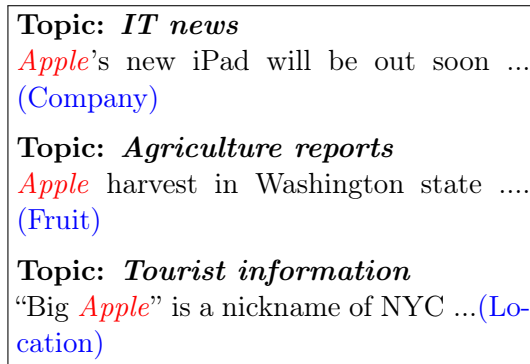 Topic: IT news
Apple's new iPad will be out soon ...
(Company)
Topic: Agriculture reports
Apple harvest in Washington state ....
(Fruit)
Topic: Tourist information
“Big Apple” is a nickname of NYC ...(Lo-
cation)